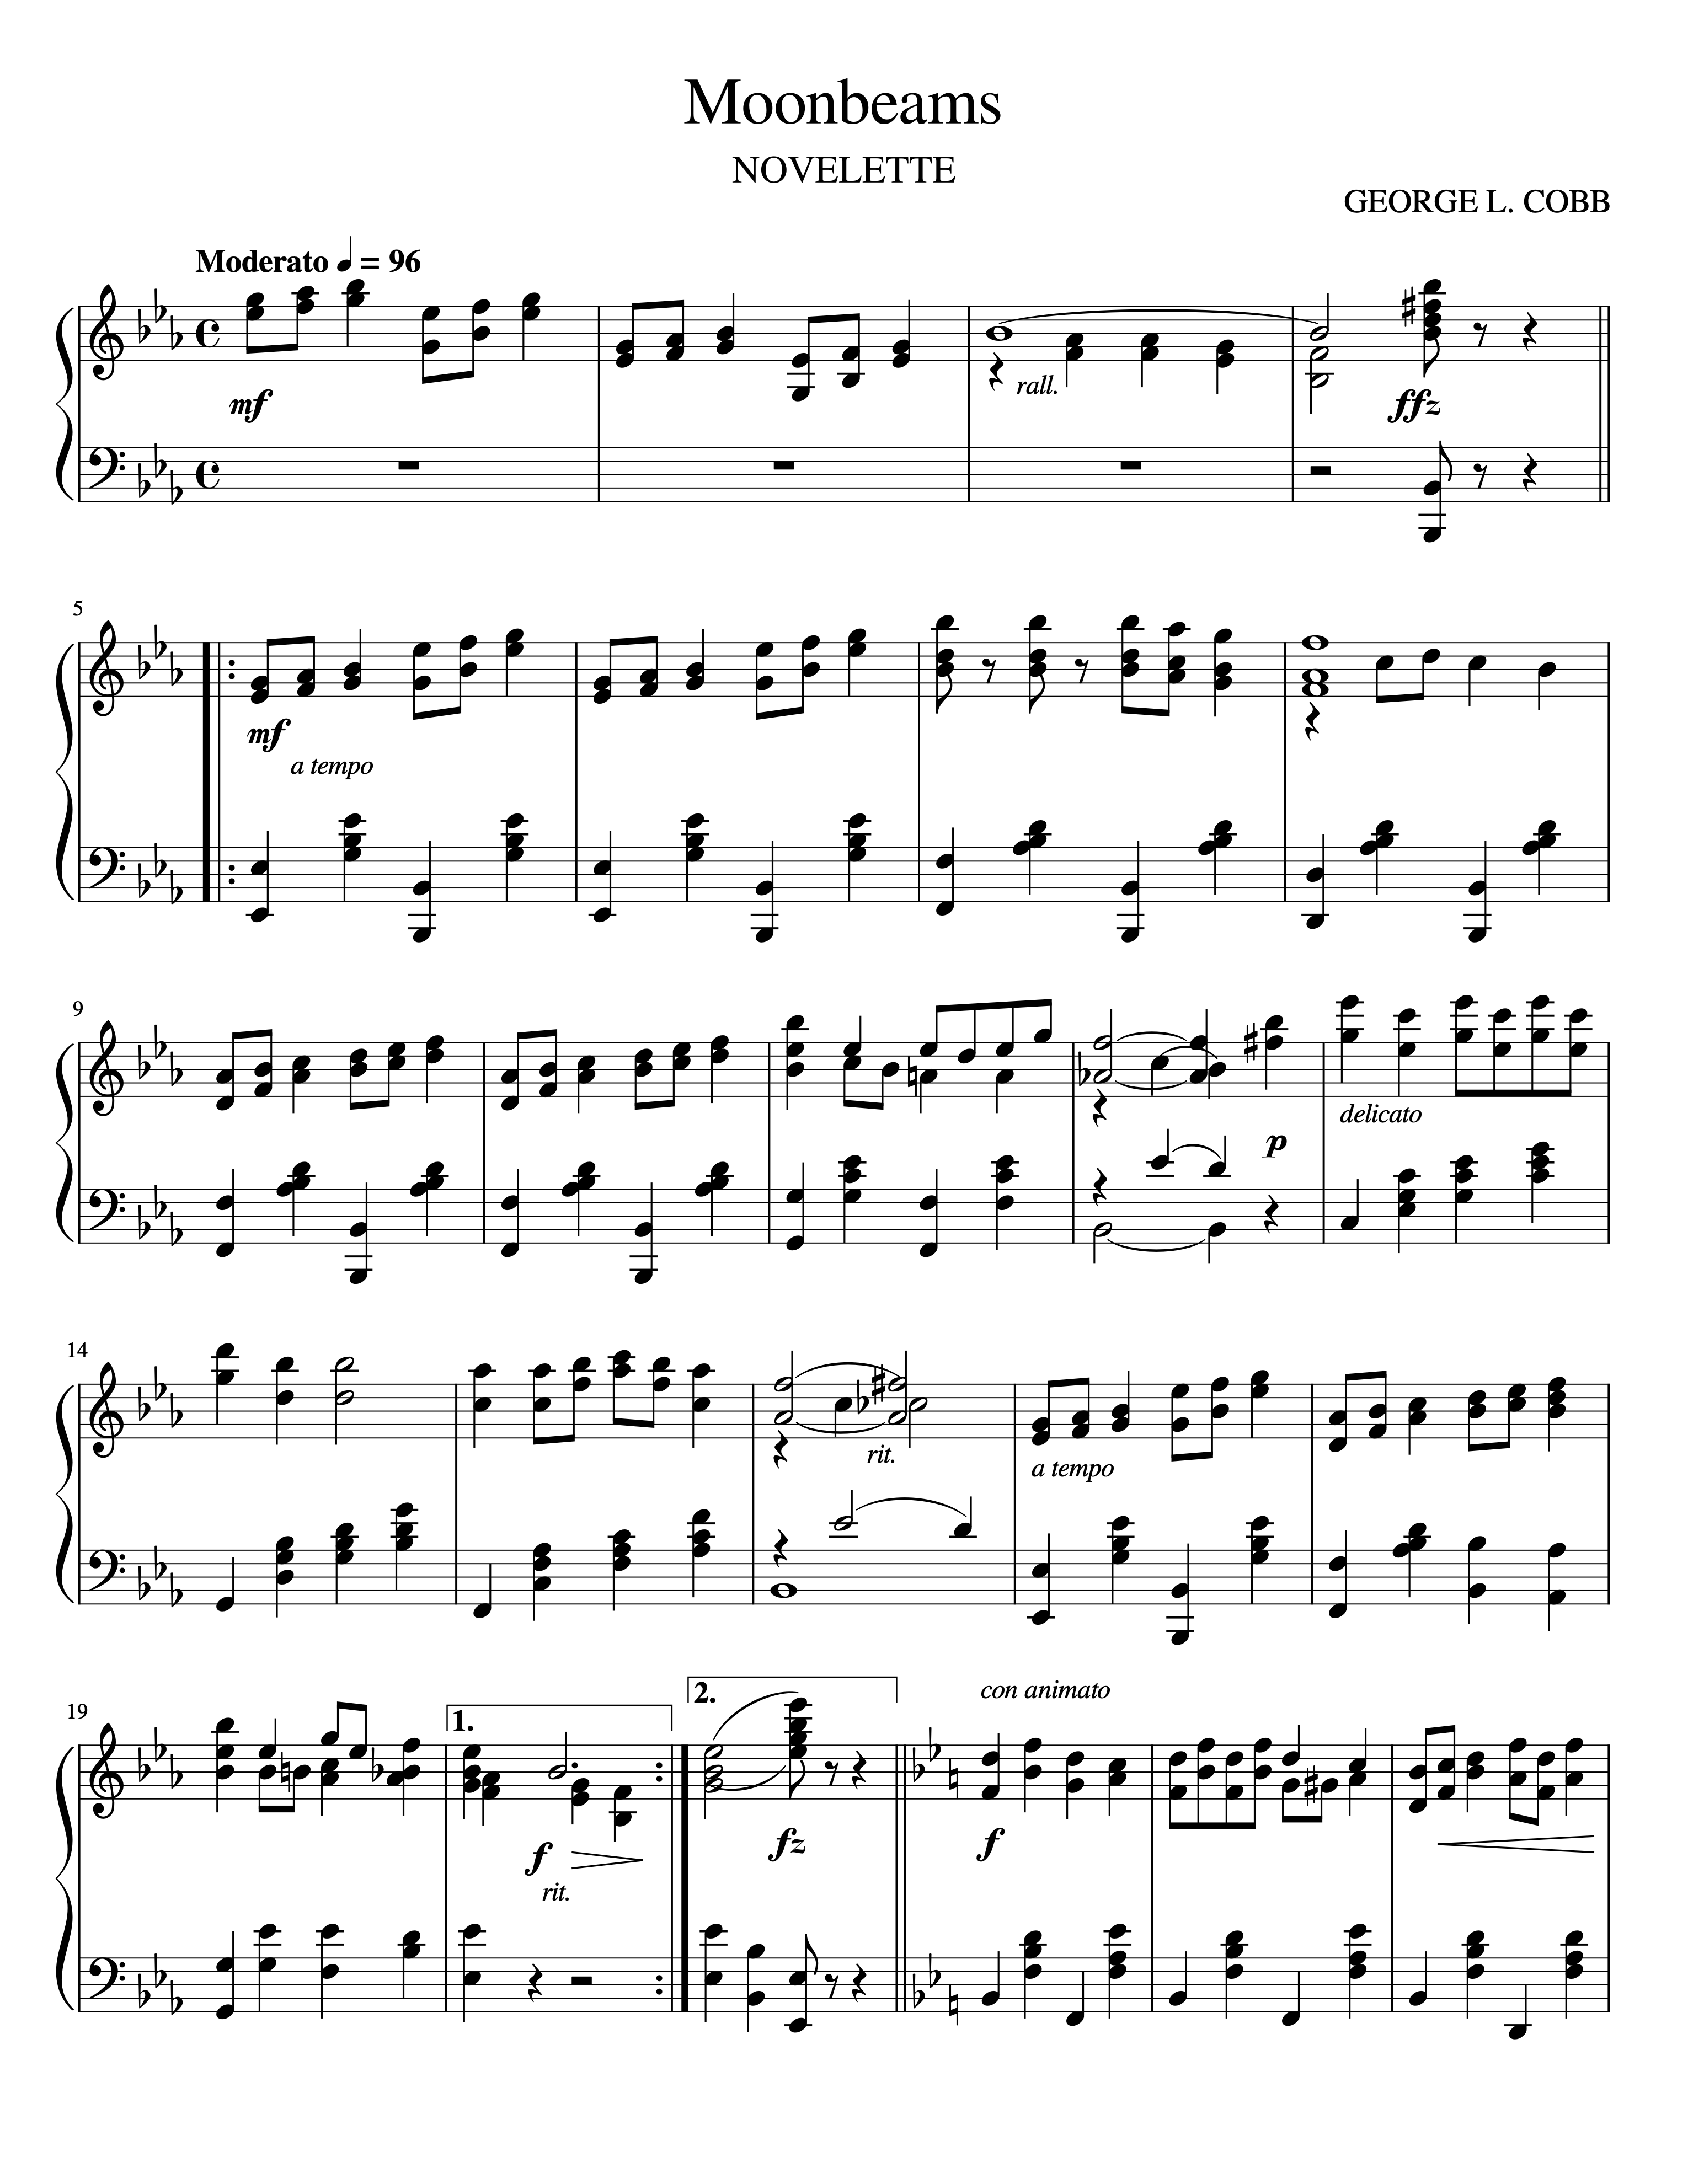 Moonbeams
NOVELETTE
GEORGE L. COBB
Moderato ♩ = 96
mf
rall.
ffz
5
mf
a tempo
9
p
delicato
14
rit.
a tempo
19
1.
2.
con animato
f
fz
f
rit.